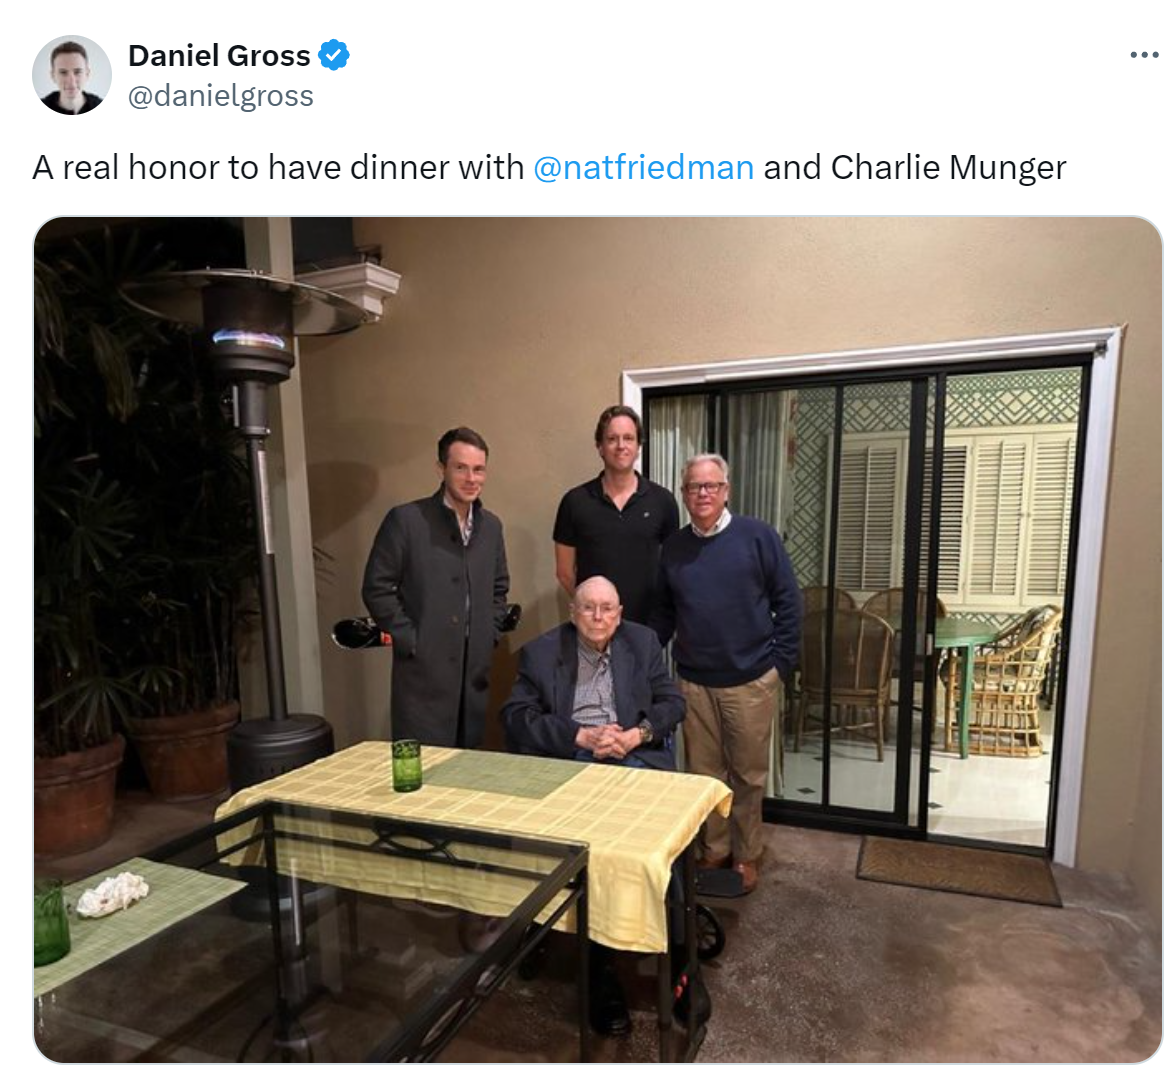 Daniel Gross
@danielgross
A real honor to have dinner with @natfriedman and Charlie Munger